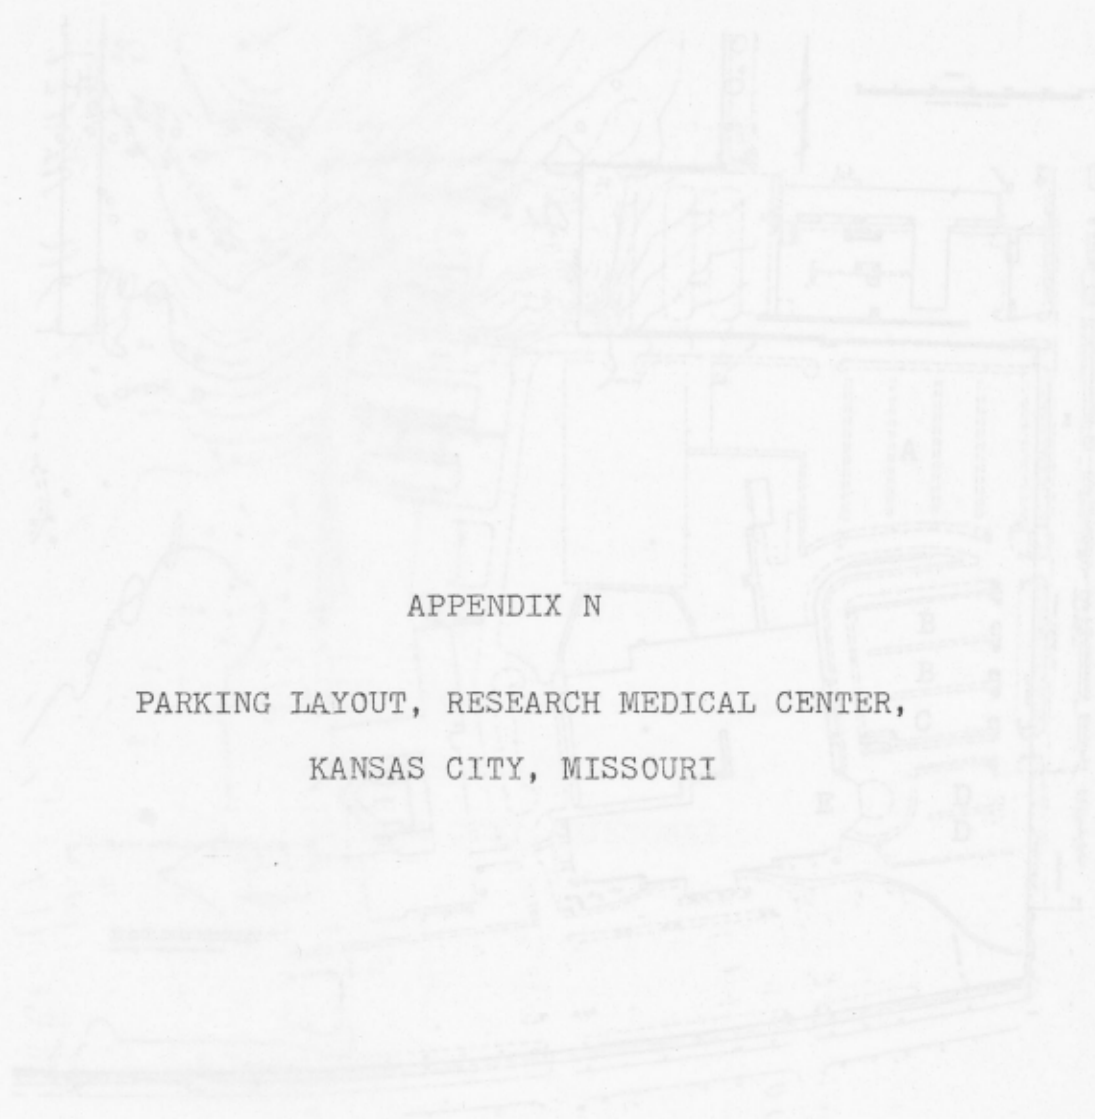 APPENDIX N
PARKING LAYOUT, RESEARCH MEDICAL CENTER,
KANSAS CITY, MISSOURI